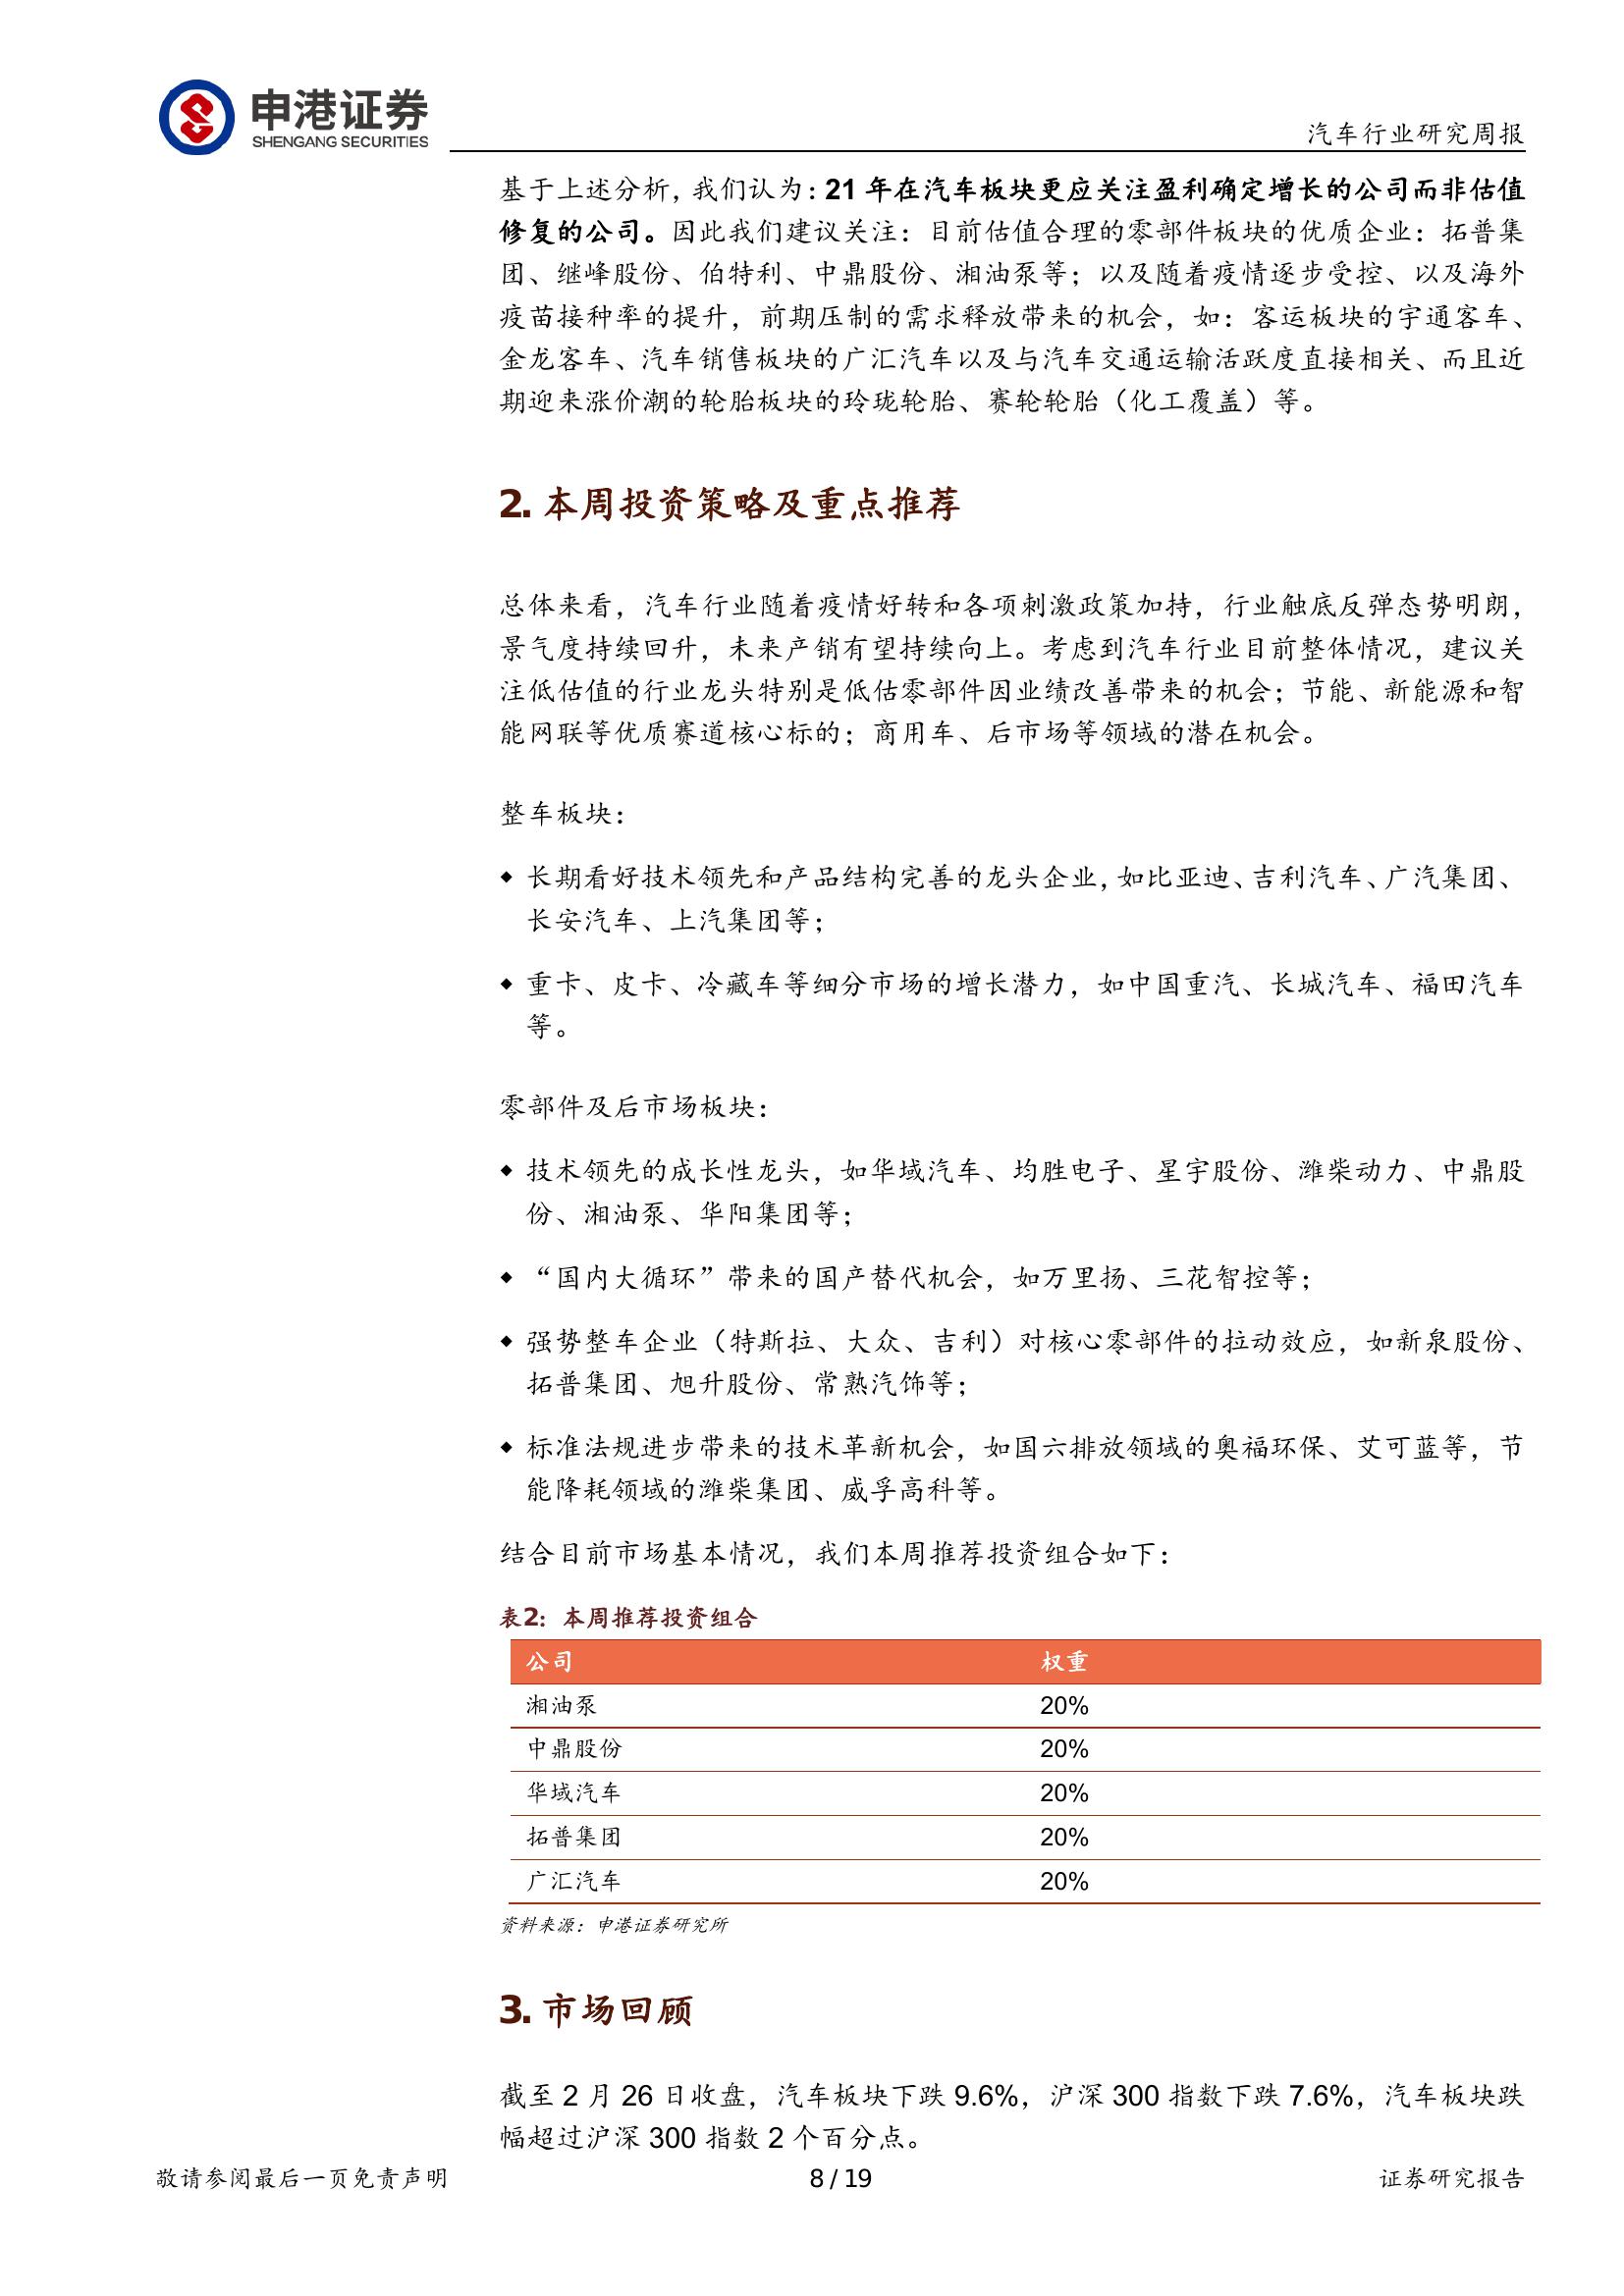 申港证券
SHENGANG SECURITIES
汽车行业研究周报
基于上述分析，我们认为：21 年在汽车板块更应关注盈利确定增长的公司而非估值
修复的公司。因此我们建议关注：目前估值合理的零部件板块的优质企业：拓普集
团、继峰股份、伯特利、中鼎股份、湘油泵等；以及随着疫情逐步受控、以及海外
疫苗接种率的提升，前期压制的需求释放带来的机会，如：客运板块的宇通客车、
金龙客车、汽车销售板块的广汇汽车以及与汽车交通运输活跃度直接相关、而且近
期迎来涨价潮的轮胎板块的玲珑轮胎、赛轮轮胎（化工覆盖）等。
2. 本周投资策略及重点推荐
总体来看，汽车行业随着疫情好转和各项刺激政策加持，行业触底反弹态势明朗，
景气度持续回升，未来产销有望持续向上。考虑到汽车行业目前整体情况，建议关
注低估值的行业龙头特别是低估零部件因业绩改善带来的机会；节能、新能源和智
能网联等优质赛道核心标的；商用车、后市场等领域的潜在机会。
整车板块：
◆ 长期看好技术领先和产品结构完善的龙头企业，如比亚迪、吉利汽车、广汽集团、
长安汽车、上汽集团等；
◆ 重卡、皮卡、冷藏车等细分市场的增长潜力，如中国重汽、长城汽车、福田汽车
等。
零部件及后市场板块：
◆ 技术领先的成长性龙头，如华域汽车、均胜电子、星宇股份、潍柴动力、中鼎股
份、湘油泵、华阳集团等；
◆ “国内大循环”带来的国产替代机会，如万里扬、三花智控等；
◆ 强势整车企业（特斯拉、大众、吉利）对核心零部件的拉动效应，如新泉股份、
拓普集团、旭升股份、常熟汽饰等；
◆ 标准法规进步带来的技术革新机会，如国六排放领域的奥福环保、艾可蓝等，节
能降耗领域的潍柴集团、威孚高科等。
结合目前市场基本情况，我们本周推荐投资组合如下：
表2：本周推荐投资组合
公司 权重
湘油泵 20%
中鼎股份 20%
华域汽车 20%
拓普集团 20%
广汇汽车 20%
资料来源：申港证券研究所
3. 市场回顾
截至 2 月 26 日收盘，汽车板块下跌 9.6%，沪深 300 指数下跌 7.6%，汽车板块跌
幅超过沪深 300 指数 2 个百分点。
敬请参阅最后一页免责声明 8 / 19 证券研究报告